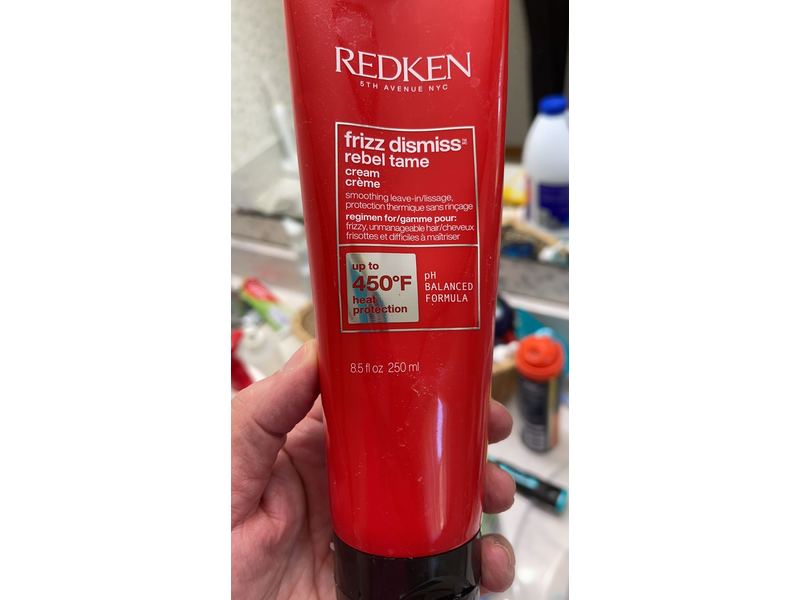 REDKEN
5TH AVENUE NYC
frizz dismiss™
rebel tame
cream
crème
smoothing leave-in/lissage,
protection thermique sans rinçage
regimen for/gamme pour:
frizzy, unmanageable hair/cheveux
frisottes et difficiles à maîtriser
up to
450°F
heat
protection
pH
BALANCED
FORMULA
8.5 fl oz 250 ml